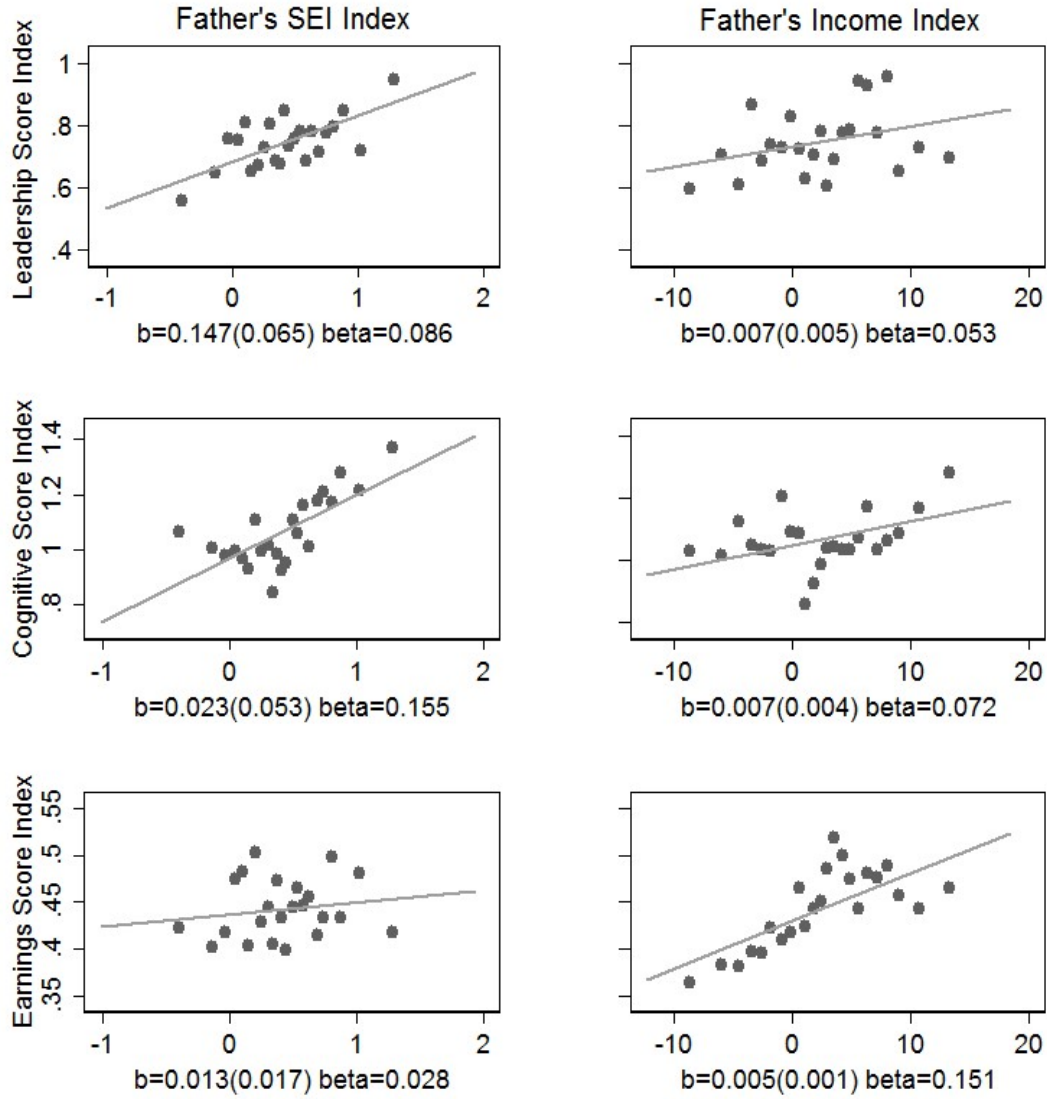 Father's SEI Index
Father's Income Index
Leadership Score Index
1
.8
.6
.4
-1 0 1 2
b=0.147(0.065) beta=0.086
-10 0 10 20
b=0.007(0.005) beta=0.053
Cognitive Score Index
1.4
1.2
1
.8
-1 0 1 2
b=0.023(0.053) beta=0.155
-10 0 10 20
b=0.007(0.004) beta=0.072
Earnings Score Index
.55
.5
.45
.4
.35
-1 0 1 2
b=0.013(0.017) beta=0.028
-10 0 10 20
b=0.005(0.001) beta=0.151